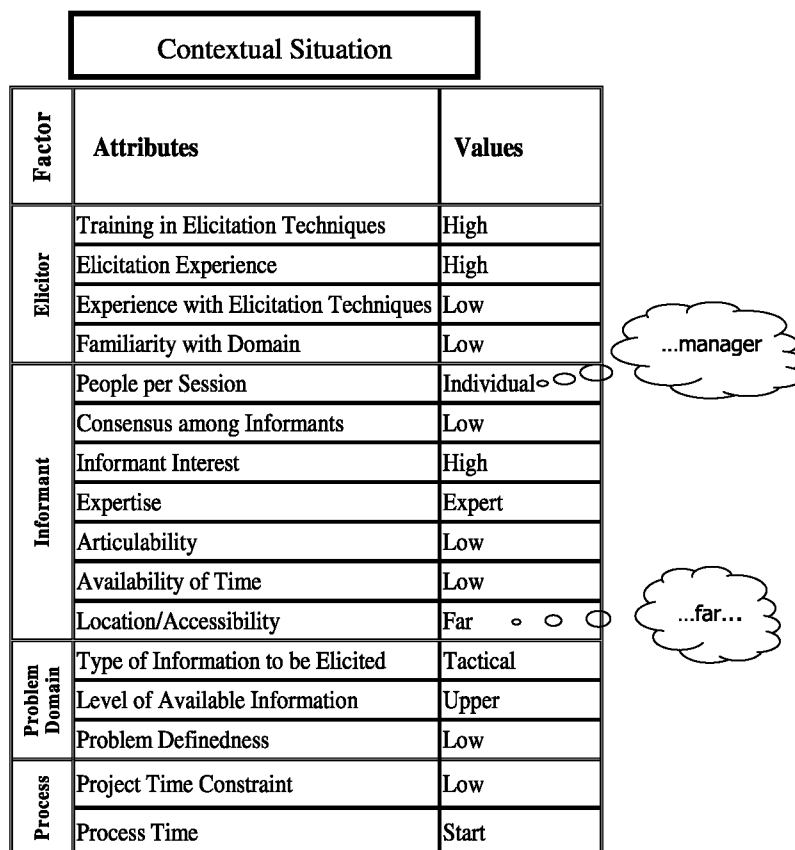 Contextual Situation
Factor Attributes Values
Elicitor
Training in Elicitation Techniques High
Elicitation Experience High
Experience with Elicitation Techniques Low
Familiarity with Domain Low
...manager
Informant
People per Session Individual
Consensus among Informants Low
Informant Interest High
Expertise Expert
Articulability Low
Availability of Time Low
Location/Accessibility Far
...far...
Problem
Domain
Type of Information to be Elicited Tactical
Level of Available Information Upper
Problem Definedness Low
Process
Project Time Constraint Low
Process Time Start